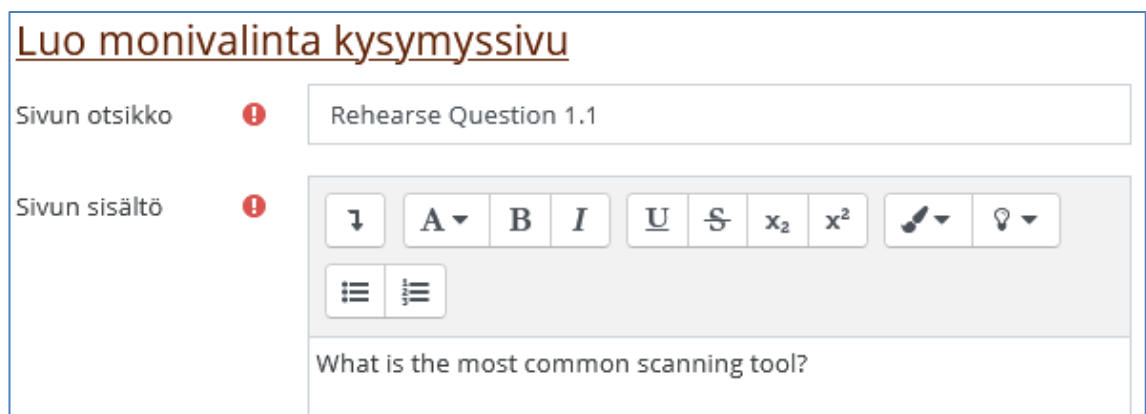 Luo monivalinta kysymyssivu
Sivun otsikko
Rehearse Question 1.1
Sivun sisältö
A B I U S x₂ x²
What is the most common scanning tool?